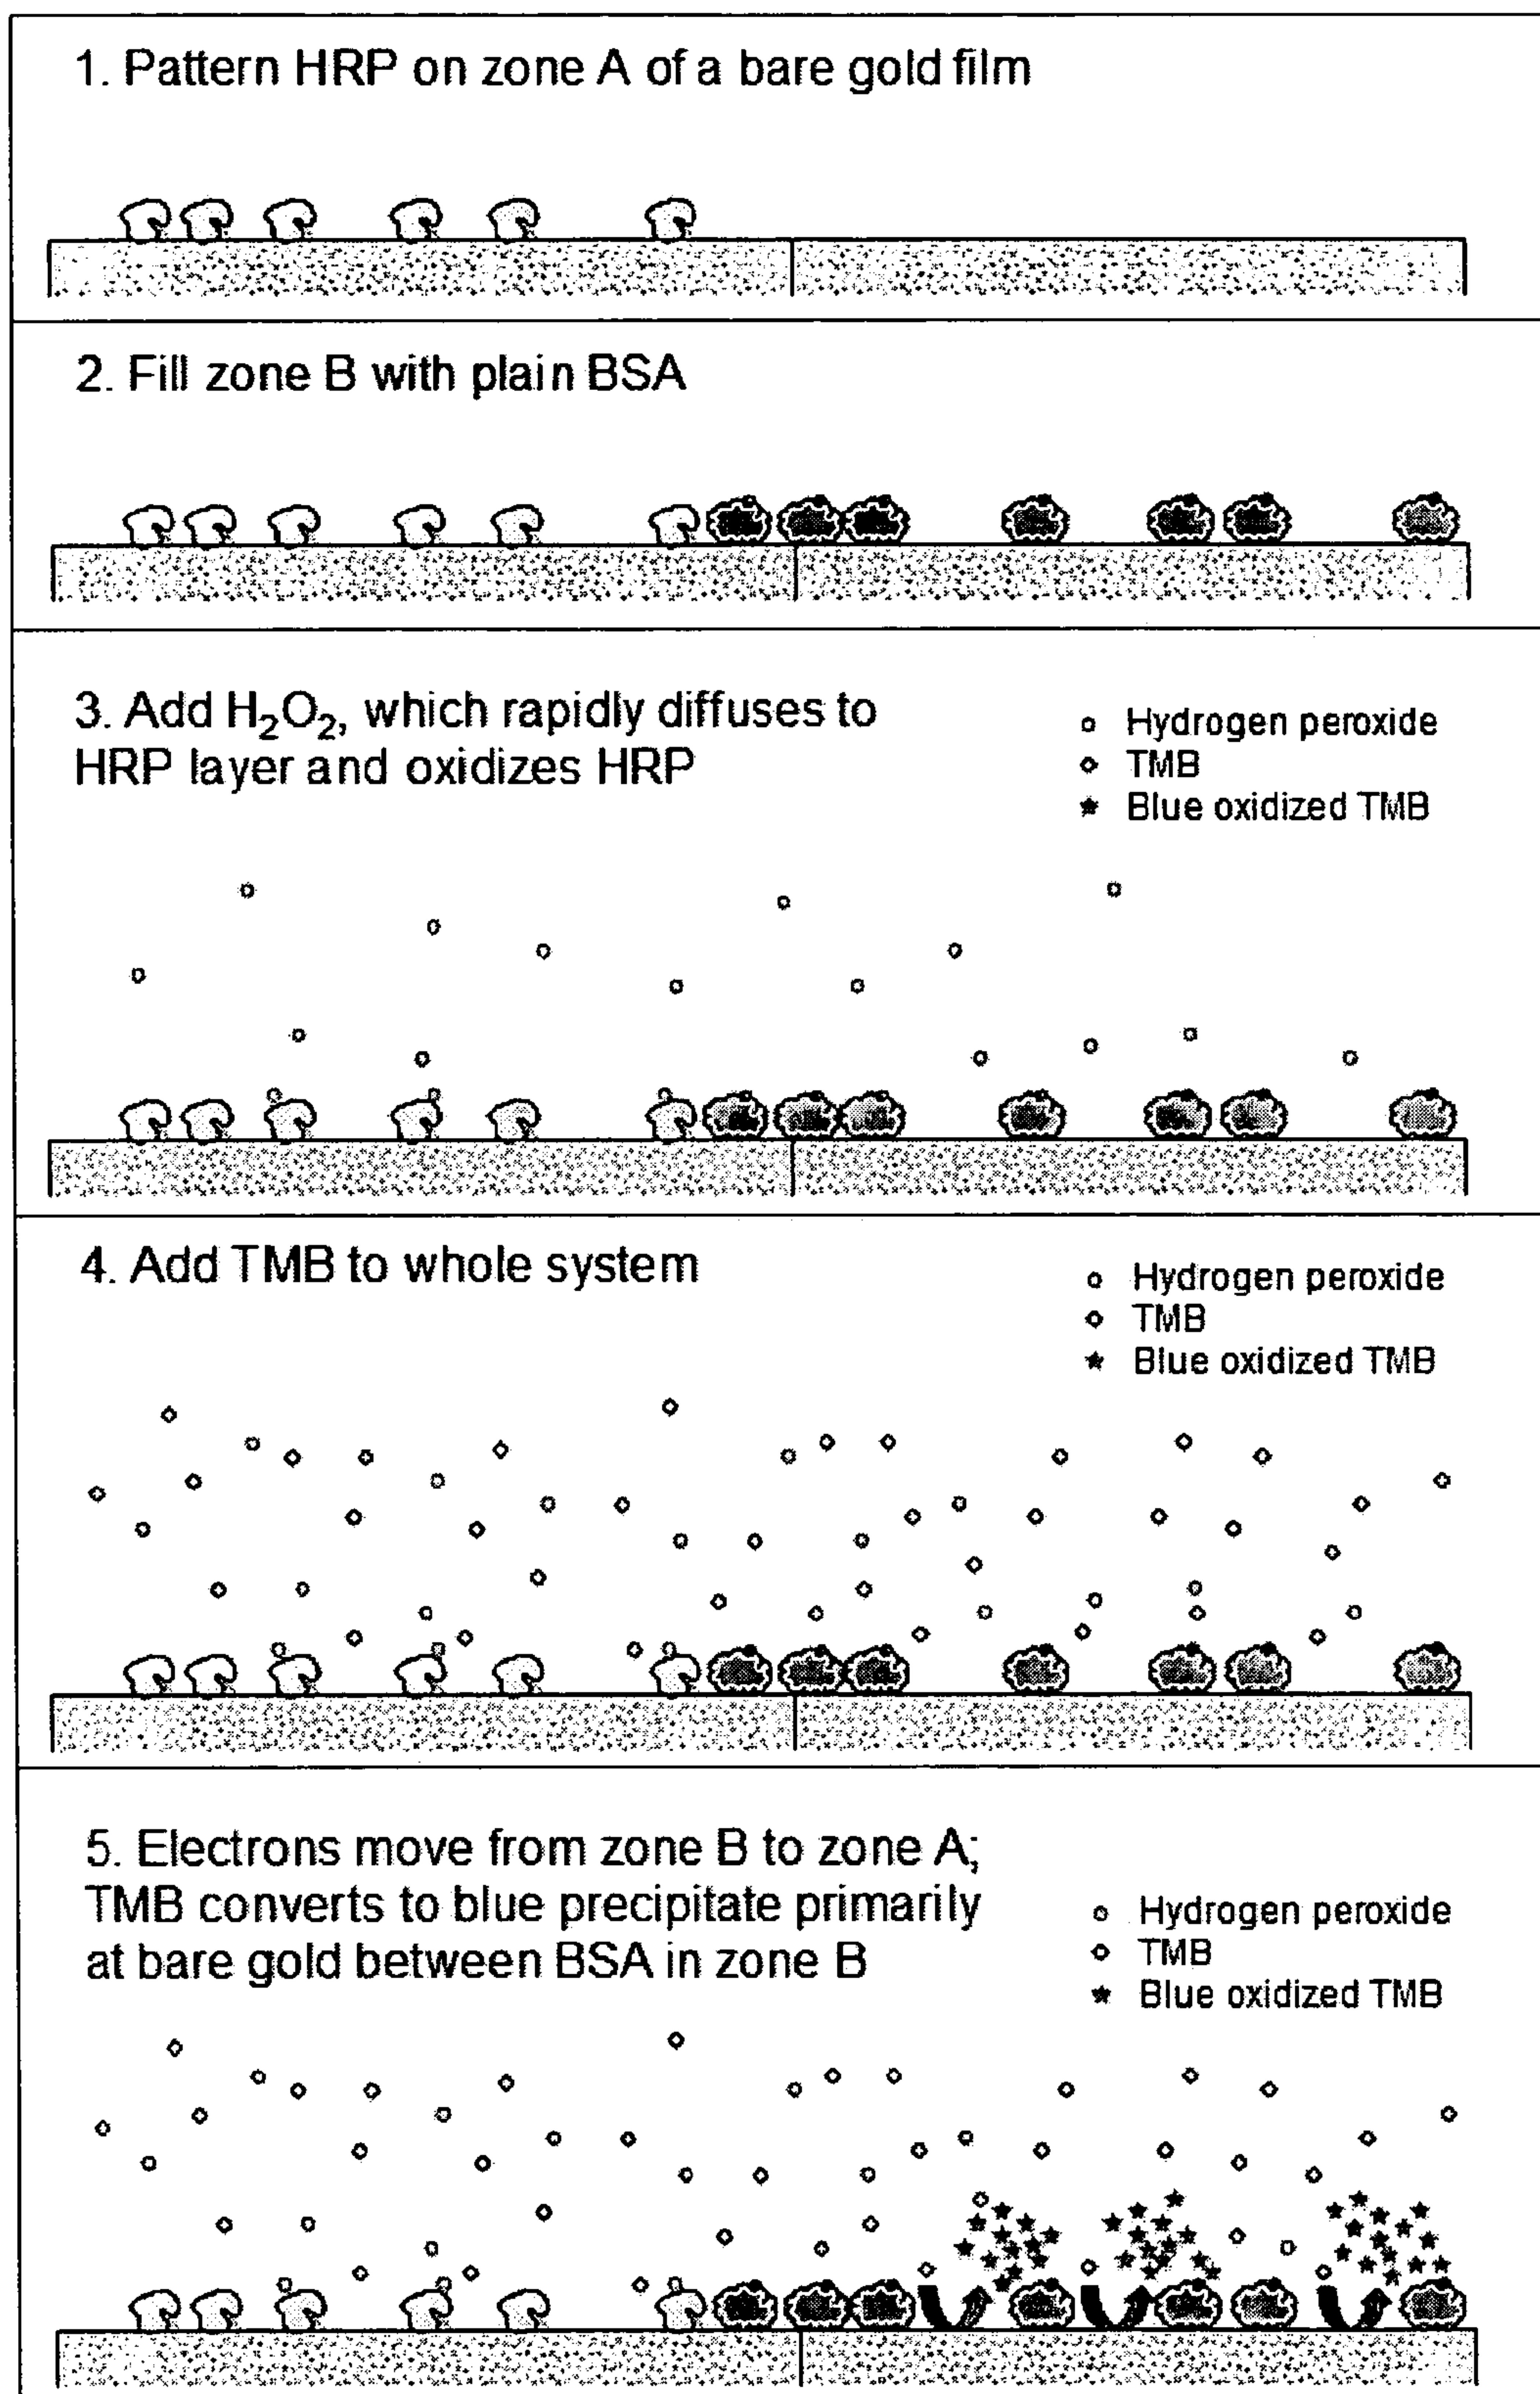 1. Pattern HRP on zone A of a bare gold film
2. Fill zone B with plain BSA
3. Add H₂O₂, which rapidly diffuses to
HRP layer and oxidizes HRP
Hydrogen peroxide
TMB
Blue oxidized TMB
4. Add TMB to whole system
Hydrogen peroxide
TMB
Blue oxidized TMB
5. Electrons move from zone B to zone A;
TMB converts to blue precipitate primarily
at bare gold between BSA in zone B
Hydrogen peroxide
TMB
Blue oxidized TMB